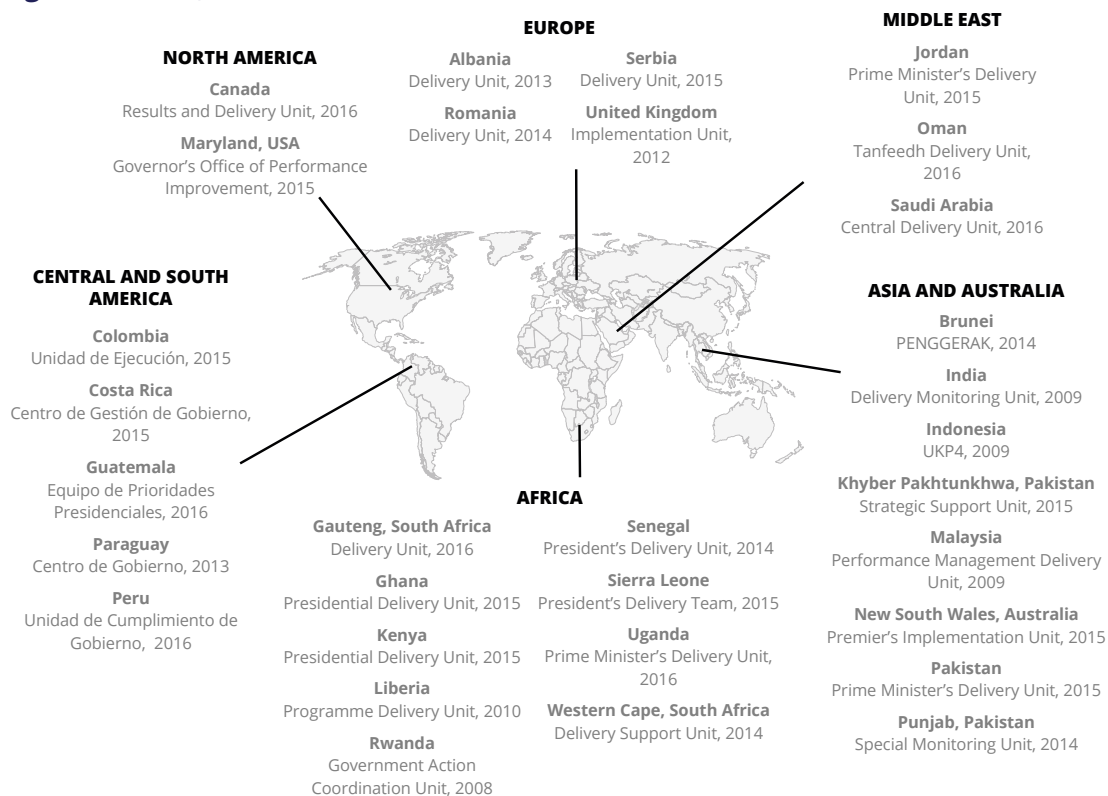 NORTH AMERICA
Canada
Results and Delivery Unit, 2016
Maryland, USA
Governor's Office of Performance
Improvement, 2015
EUROPE
Albania
Delivery Unit, 2013
Romania
Delivery Unit, 2014
Serbia
Delivery Unit, 2015
United Kingdom
Implementation Unit,
2012
MIDDLE EAST
Jordan
Prime Minister's Delivery
Unit, 2015
Oman
Tanfeedh Delivery Unit,
2016
Saudi Arabia
Central Delivery Unit, 2016
CENTRAL AND SOUTH
AMERICA
Colombia
Unidad de Ejecución, 2015
Costa Rica
Centro de Gestión de Gobierno,
2015
Guatemala
Equipo de Prioridades
Presidenciales, 2016
Paraguay
Centro de Gobierno, 2013
Peru
Unidad de Cumplimiento de
Gobierno, 2016
AFRICA
Gauteng, South Africa
Delivery Unit, 2016
Ghana
Presidential Delivery Unit, 2015
Kenya
Presidential Delivery Unit, 2015
Liberia
Programme Delivery Unit, 2010
Rwanda
Government Action
Coordination Unit, 2008
Senegal
President's Delivery Unit, 2014
Sierra Leone
President's Delivery Team, 2015
Uganda
Prime Minister's Delivery Unit,
2016
Western Cape, South Africa
Delivery Support Unit, 2014
ASIA AND AUSTRALIA
Brunei
PENGGERAK, 2014
India
Delivery Monitoring Unit, 2009
Indonesia
UKP4, 2009
Khyber Pakhtunkhwa, Pakistan
Strategic Support Unit, 2015
Malaysia
Performance Management Delivery
Unit, 2009
New South Wales, Australia
Premier's Implementation Unit, 2015
Pakistan
Prime Minister's Delivery Unit, 2015
Punjab, Pakistan
Special Monitoring Unit, 2014